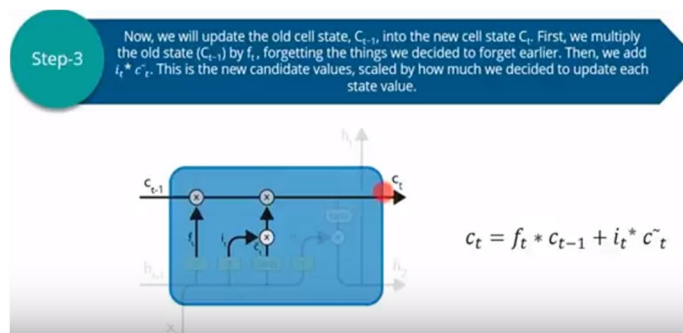 Step-3
Now, we will update the old cell state, Cₜ₋₁, into the new cell state Cₜ. First, we multiply
the old state (Cₜ₋₁) by fₜ, forgetting the things we decided to forget earlier. Then, we add
iₜ* c˜ₜ. This is the new candidate values, scaled by how much we decided to update each
state value.
hₜ
cₜ₋₁
cₜ
x
x
fₜ
iₜ
x
c̃ₜ
x
cₜ = fₜ * cₜ₋₁ + iₜ* c˜ₜ
hₜ₋₁
h₂
x